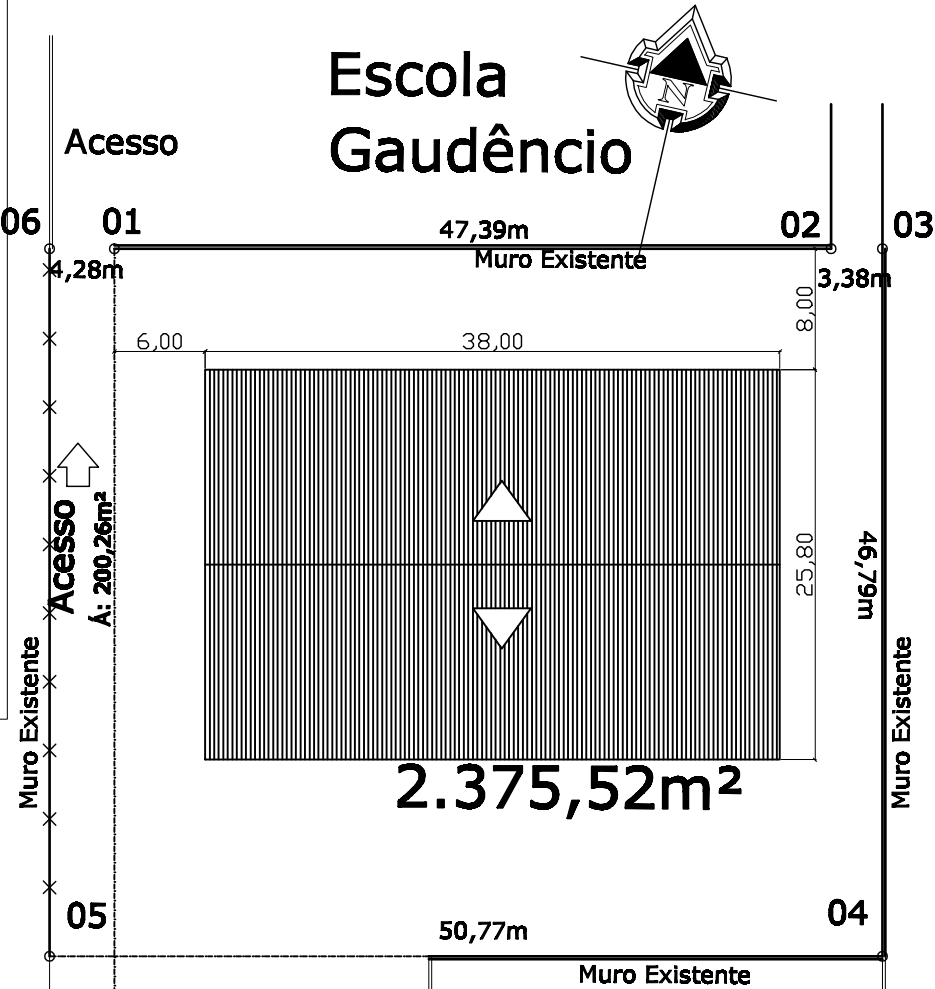 Escola
Gaudêncio
N
Acesso
06
01
47,39m
02
03
Muro Existente
4,28m
3,38m
8,00
6,00
38,00
Acesso
Á: 200,26m²
25,80
46,79m
Muro Existente
Muro Existente
2.375,52m²
05
04
50,77m
Muro Existente